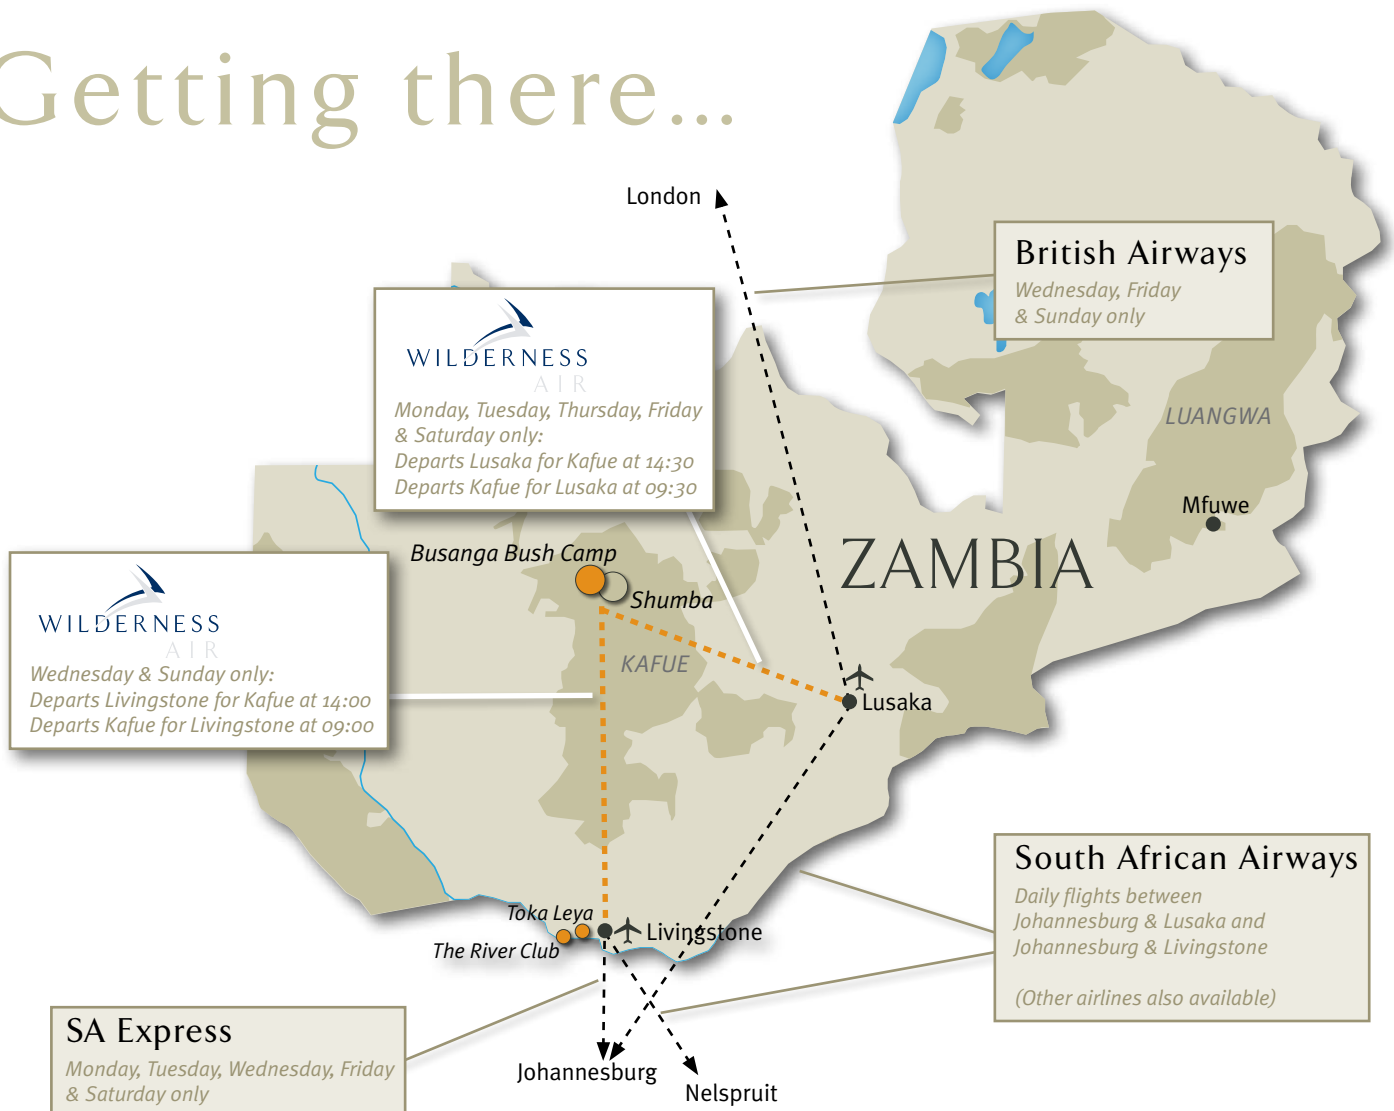 Getting there...
London
British Airways
Wednesday, Friday
& Sunday only
WILDERNESS
AIR
Monday, Tuesday, Thursday, Friday
& Saturday only:
Departs Lusaka for Kafue at 14:30
Departs Kafue for Lusaka at 09:30
LUANGWA
Mfuwe
ZAMBIA
Busanga Bush Camp
Shumba
KAFUE
WILDERNESS
AIR
Wednesday & Sunday only:
Departs Livingstone for Kafue at 14:00
Departs Kafue for Livingstone at 09:00
Lusaka
Toka Leya
Livingstone
The River Club
South African Airways
Daily flights between
Johannesburg & Lusaka and
Johannesburg & Livingstone
(Other airlines also available)
SA Express
Monday, Tuesday, Wednesday, Friday
& Saturday only
Johannesburg
Nelspruit